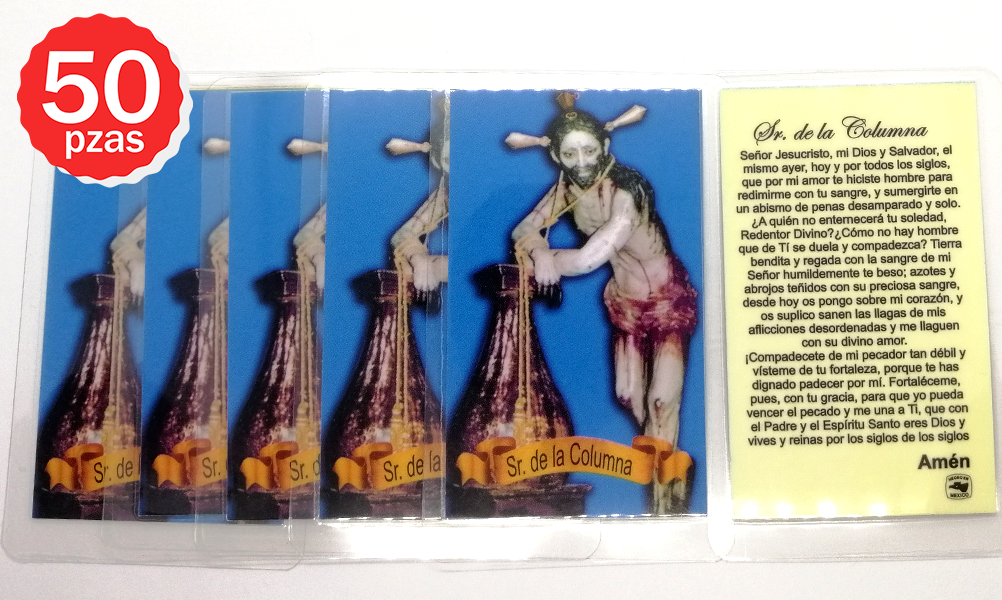 50
pzas
Sr. de
Sr.
Sr. d
Sr. de la
Sr. de la Columna
Sr. de la Columna
Señor Jesucristo, mi Dios y Salvador, el
mismo ayer, hoy y por todos los siglos,
que por mi amor te hiciste hombre para
redimirme con tu sangre, y sumergirte en
un abismo de penas desamparado y solo.
¿A quién no enternecerá tu soledad,
Redentor Divino?¿Cómo no hay hombre
que de Tí se duela y compadezca? Tierra
bendita y regada con la sangre de mi
Señor humildemente te beso; azotes y
abrojos teñidos con su preciosa sangre,
desde hoy os pongo sobre mi corazón, y
os suplico sanen las llagas de mis
aflicciones desordenadas y me llaguen
con su divino amor.
¡Compadecete de mi pecador tan débil y
vísteme de tu fortaleza, porque te has
dignado padecer por mí. Fortaléceme,
pues, con tu gracia, para que yo pueda
vencer el pecado y me una a Ti, que con
el Padre y el Espíritu Santo eres Dios y
vives y reinas por los siglos de los siglos
Amén
HECHO EN
MEXICO